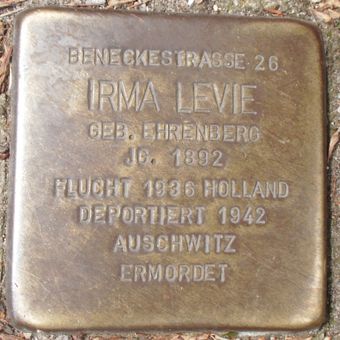 BENECKESTRASSE 26
IRMA LEVIE
GEB. EHRENBERG
JG. 1892
FLUCHT 1936 HOLLAND
DEPORTIERT 1942
AUSCHWITZ
ERMORDET